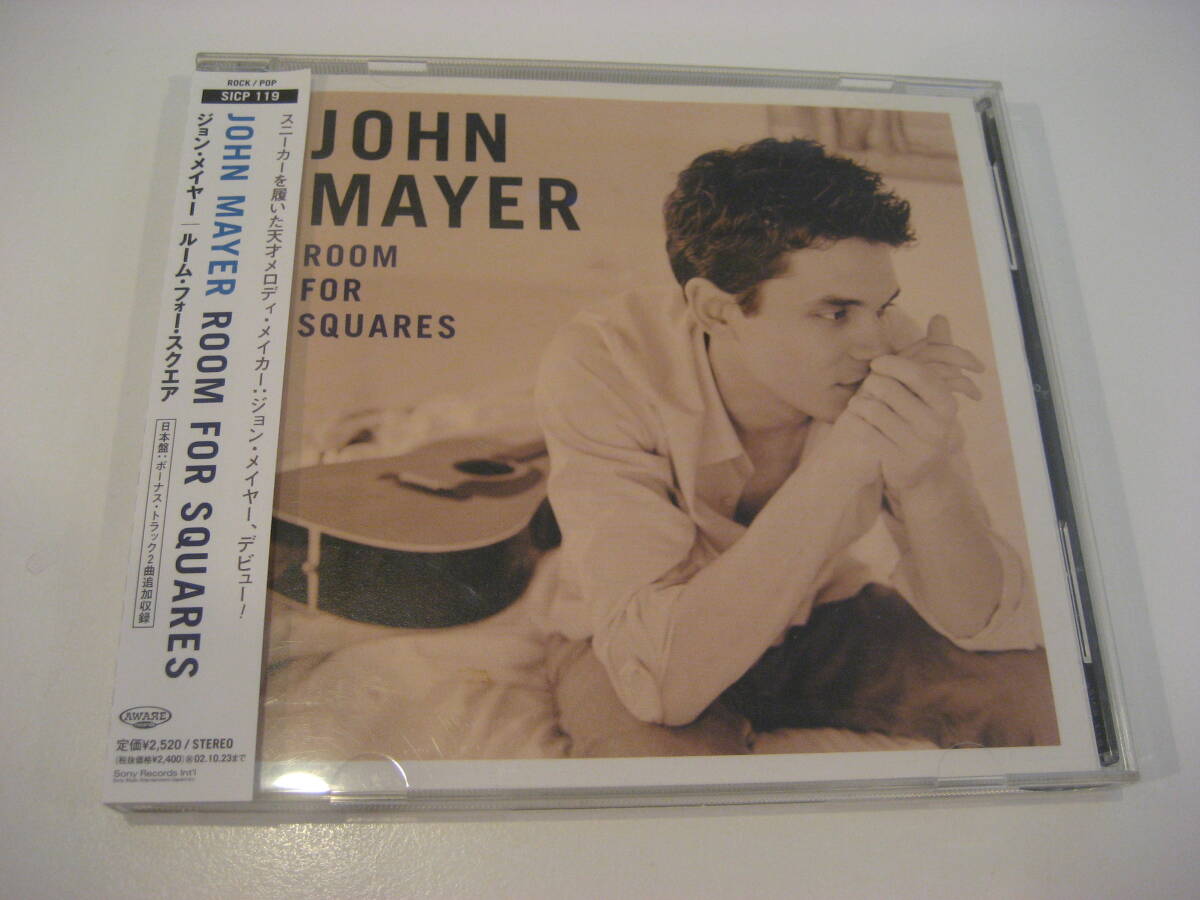 ROCK / POP
SICP 119
スニーカーを履いた天才メロディ・メイカー:ジョン・メイヤー、デビュー!
JOHN MAYER ROOM FOR SQUARES
ジョン・メイヤー|ルーム・フォー・スクエア
日本盤:ボーナス・トラック2曲追加収録
AWARE
定価¥2,520 / STEREO
(税抜価格¥2,400) Ⓡ02.10.23まで
Sony Records Int'l
JOHN
MAYER
ROOM
FOR
SQUARES